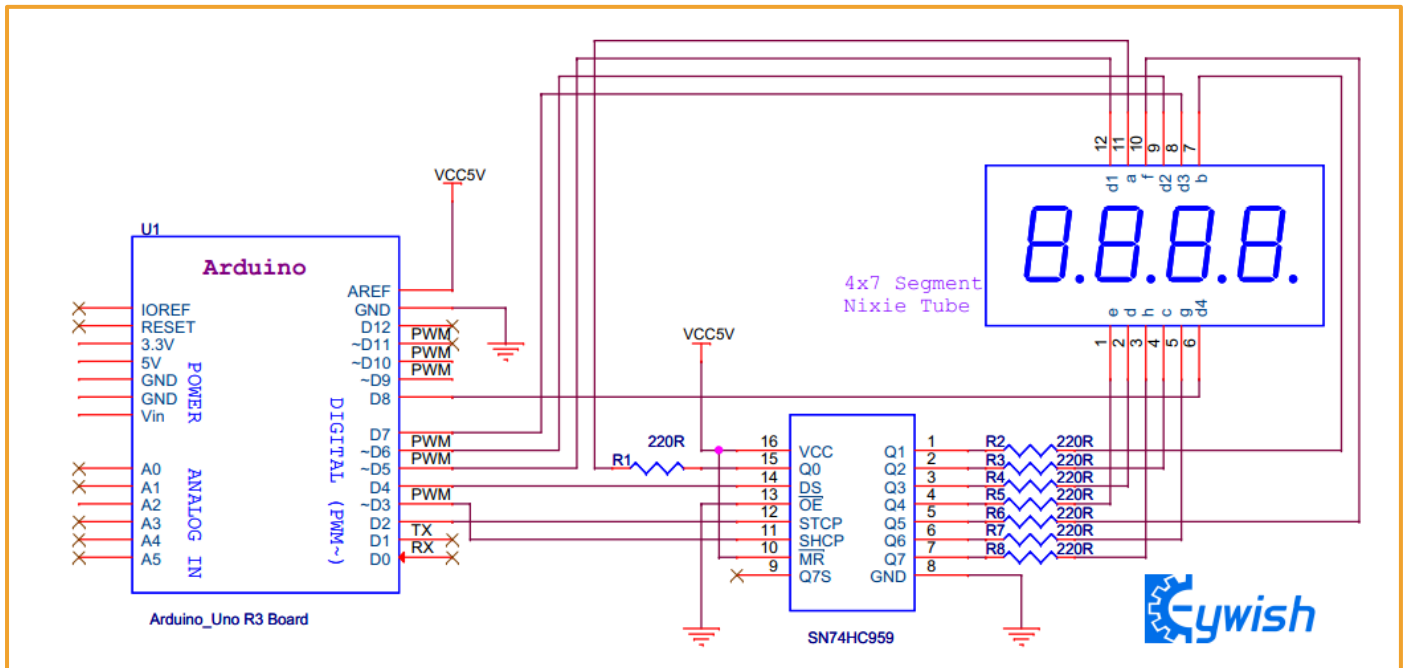 VCC5V
U1
Arduino
AREF
GND
D12
~D11
~D10
~D9
D8
D7
~D6
~D5
D4
~D3
D2
D1
D0
PWM
PWM
PWM
PWM
PWM
PWM
TX
RX
IOREF
RESET
3.3V
5V
GND
GND
Vin
A0
A1
A2
A3
A4
A5
POWER
ANALOG IN
DIGITAL (PWM~)
Arduino_Uno R3 Board
12
11
10
9
8
7
d1
a
f
d2
d3
b
8.8.8.8.
4x7 Segment
Nixie Tube
e
d
h
c
g
d4
1
2
3
4
5
6
VCC5V
220R
R1
16
15
14
13
12
11
10
9
VCC
Q0
DS
OE
STCP
SHCP
MR
Q7S
Q1
Q2
Q3
Q4
Q5
Q6
Q7
GND
1
2
3
4
5
6
7
8
R2 220R
R3 220R
R4 220R
R5 220R
R6 220R
R7 220R
R8 220R
SN74HC959
eywish